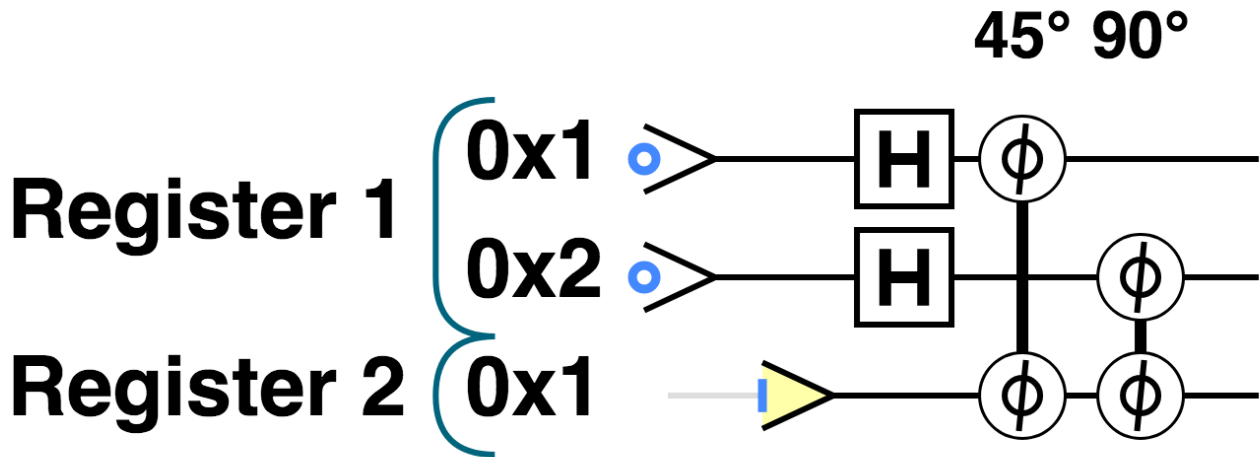 45° 90°
0x1
H
ϕ
Register 1
0x2
H
ϕ
Register 2
0x1
ϕ
ϕ